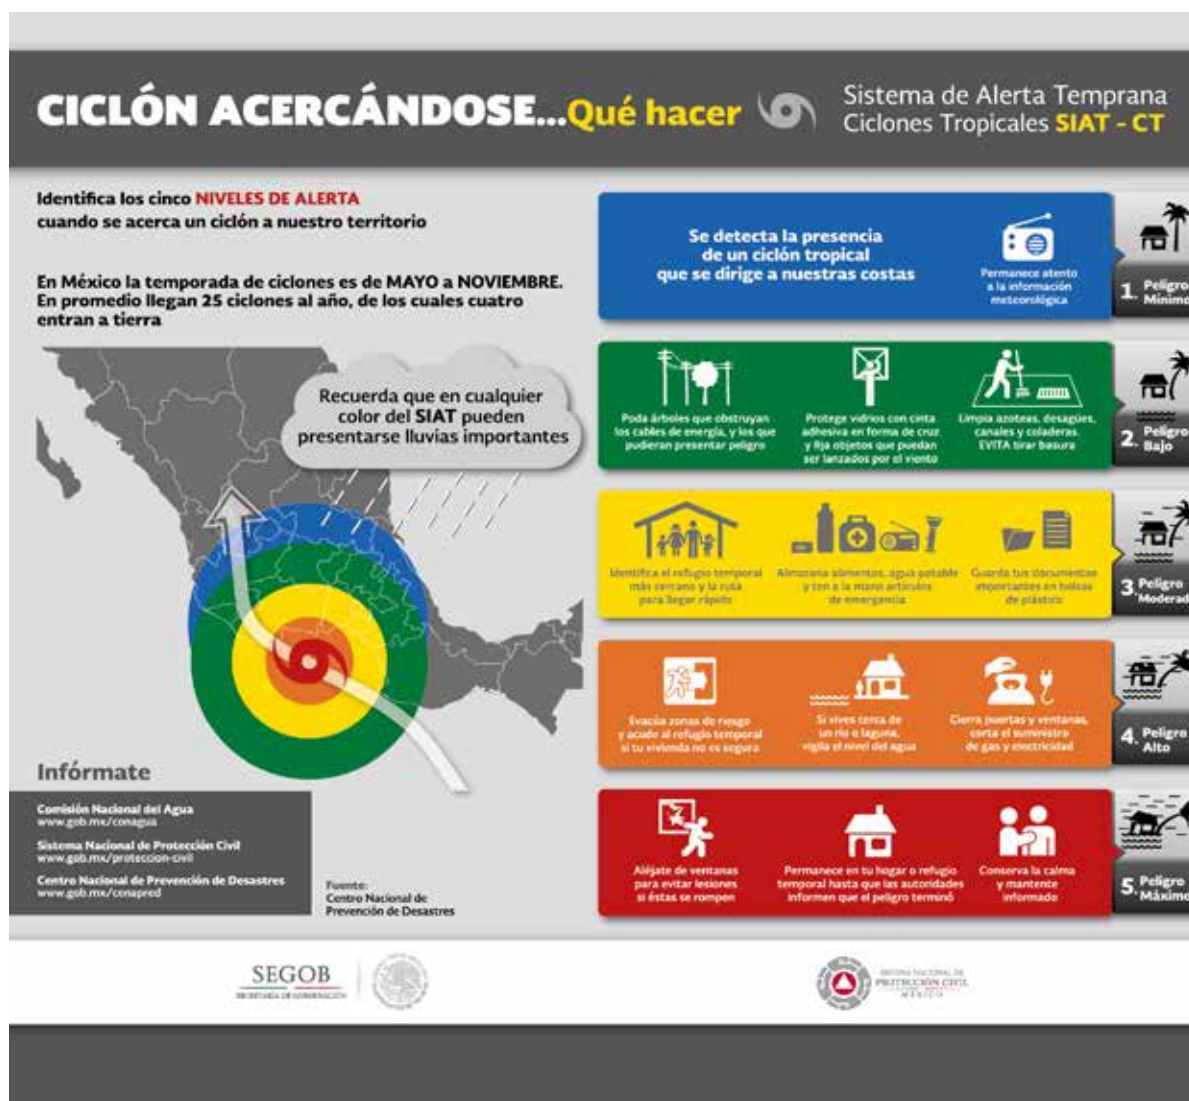 CICLÓN ACERCÁNDOSE...Qué hacer
Sistema de Alerta Temprana
Ciclones Tropicales SIAT - CT
Identifica los cinco NIVELES DE ALERTA
cuando se acerca un ciclón a nuestro territorio
En México la temporada de ciclones es de MAYO a NOVIEMBRE.
En promedio llegan 25 ciclones al año, de los cuales cuatro
entran a tierra
Recuerda que en cualquier
color del SIAT pueden
presentarse lluvias importantes
Infórmate
Comisión Nacional del Agua
www.gob.mx/conagua
Sistema Nacional de Protección Civil
www.gob.mx/proteccion-civil
Centro Nacional de Prevención de Desastres
www.gob.mx/cenapred
Fuente:
Centro Nacional de
Prevención de Desastres
Se detecta la presencia
de un ciclón tropical
que se dirige a nuestras costas
Permanece atento
a la información
meteorológica
1. Peligro
Mínimo
Poda árboles que obstruyan
los cables de energía, y los que
pudieran presentar peligro
Protege vidrios con cinta
adhesiva en forma de cruz
y fija objetos que puedan
ser lanzados por el viento
Limpia azoteas, desagües,
canales y coladeras.
EVITA tirar basura
2. Peligro
Bajo
Identifica el refugio temporal
más cercano y la ruta
para llegar rápido
Almacena alimentos, agua potable
y ten a la mano artículos
de emergencia
Guarda tus documentos
importantes en bolsas
de plástico
3. Peligro
Moderad
Evacúa zonas de riesgo
y acude al refugio temporal
si tu vivienda no es segura
Si vives cerca de
un río o laguna,
vigila el nivel del agua
Cierra puertas y ventanas,
corta el suministro
de gas y electricidad
4. Peligro
Alto
Aléjate de ventanas
para evitar lesiones
si éstas se rompen
Permanece en tu hogar o refugio
temporal hasta que las autoridades
informen que el peligro terminó
Conserva la calma
y mantente
informado
5. Peligro
Máximo
SEGOB
SECRETARÍA DE GOBERNACIÓN
SISTEMA NACIONAL DE
PROTECCIÓN CIVIL
MÉXICO